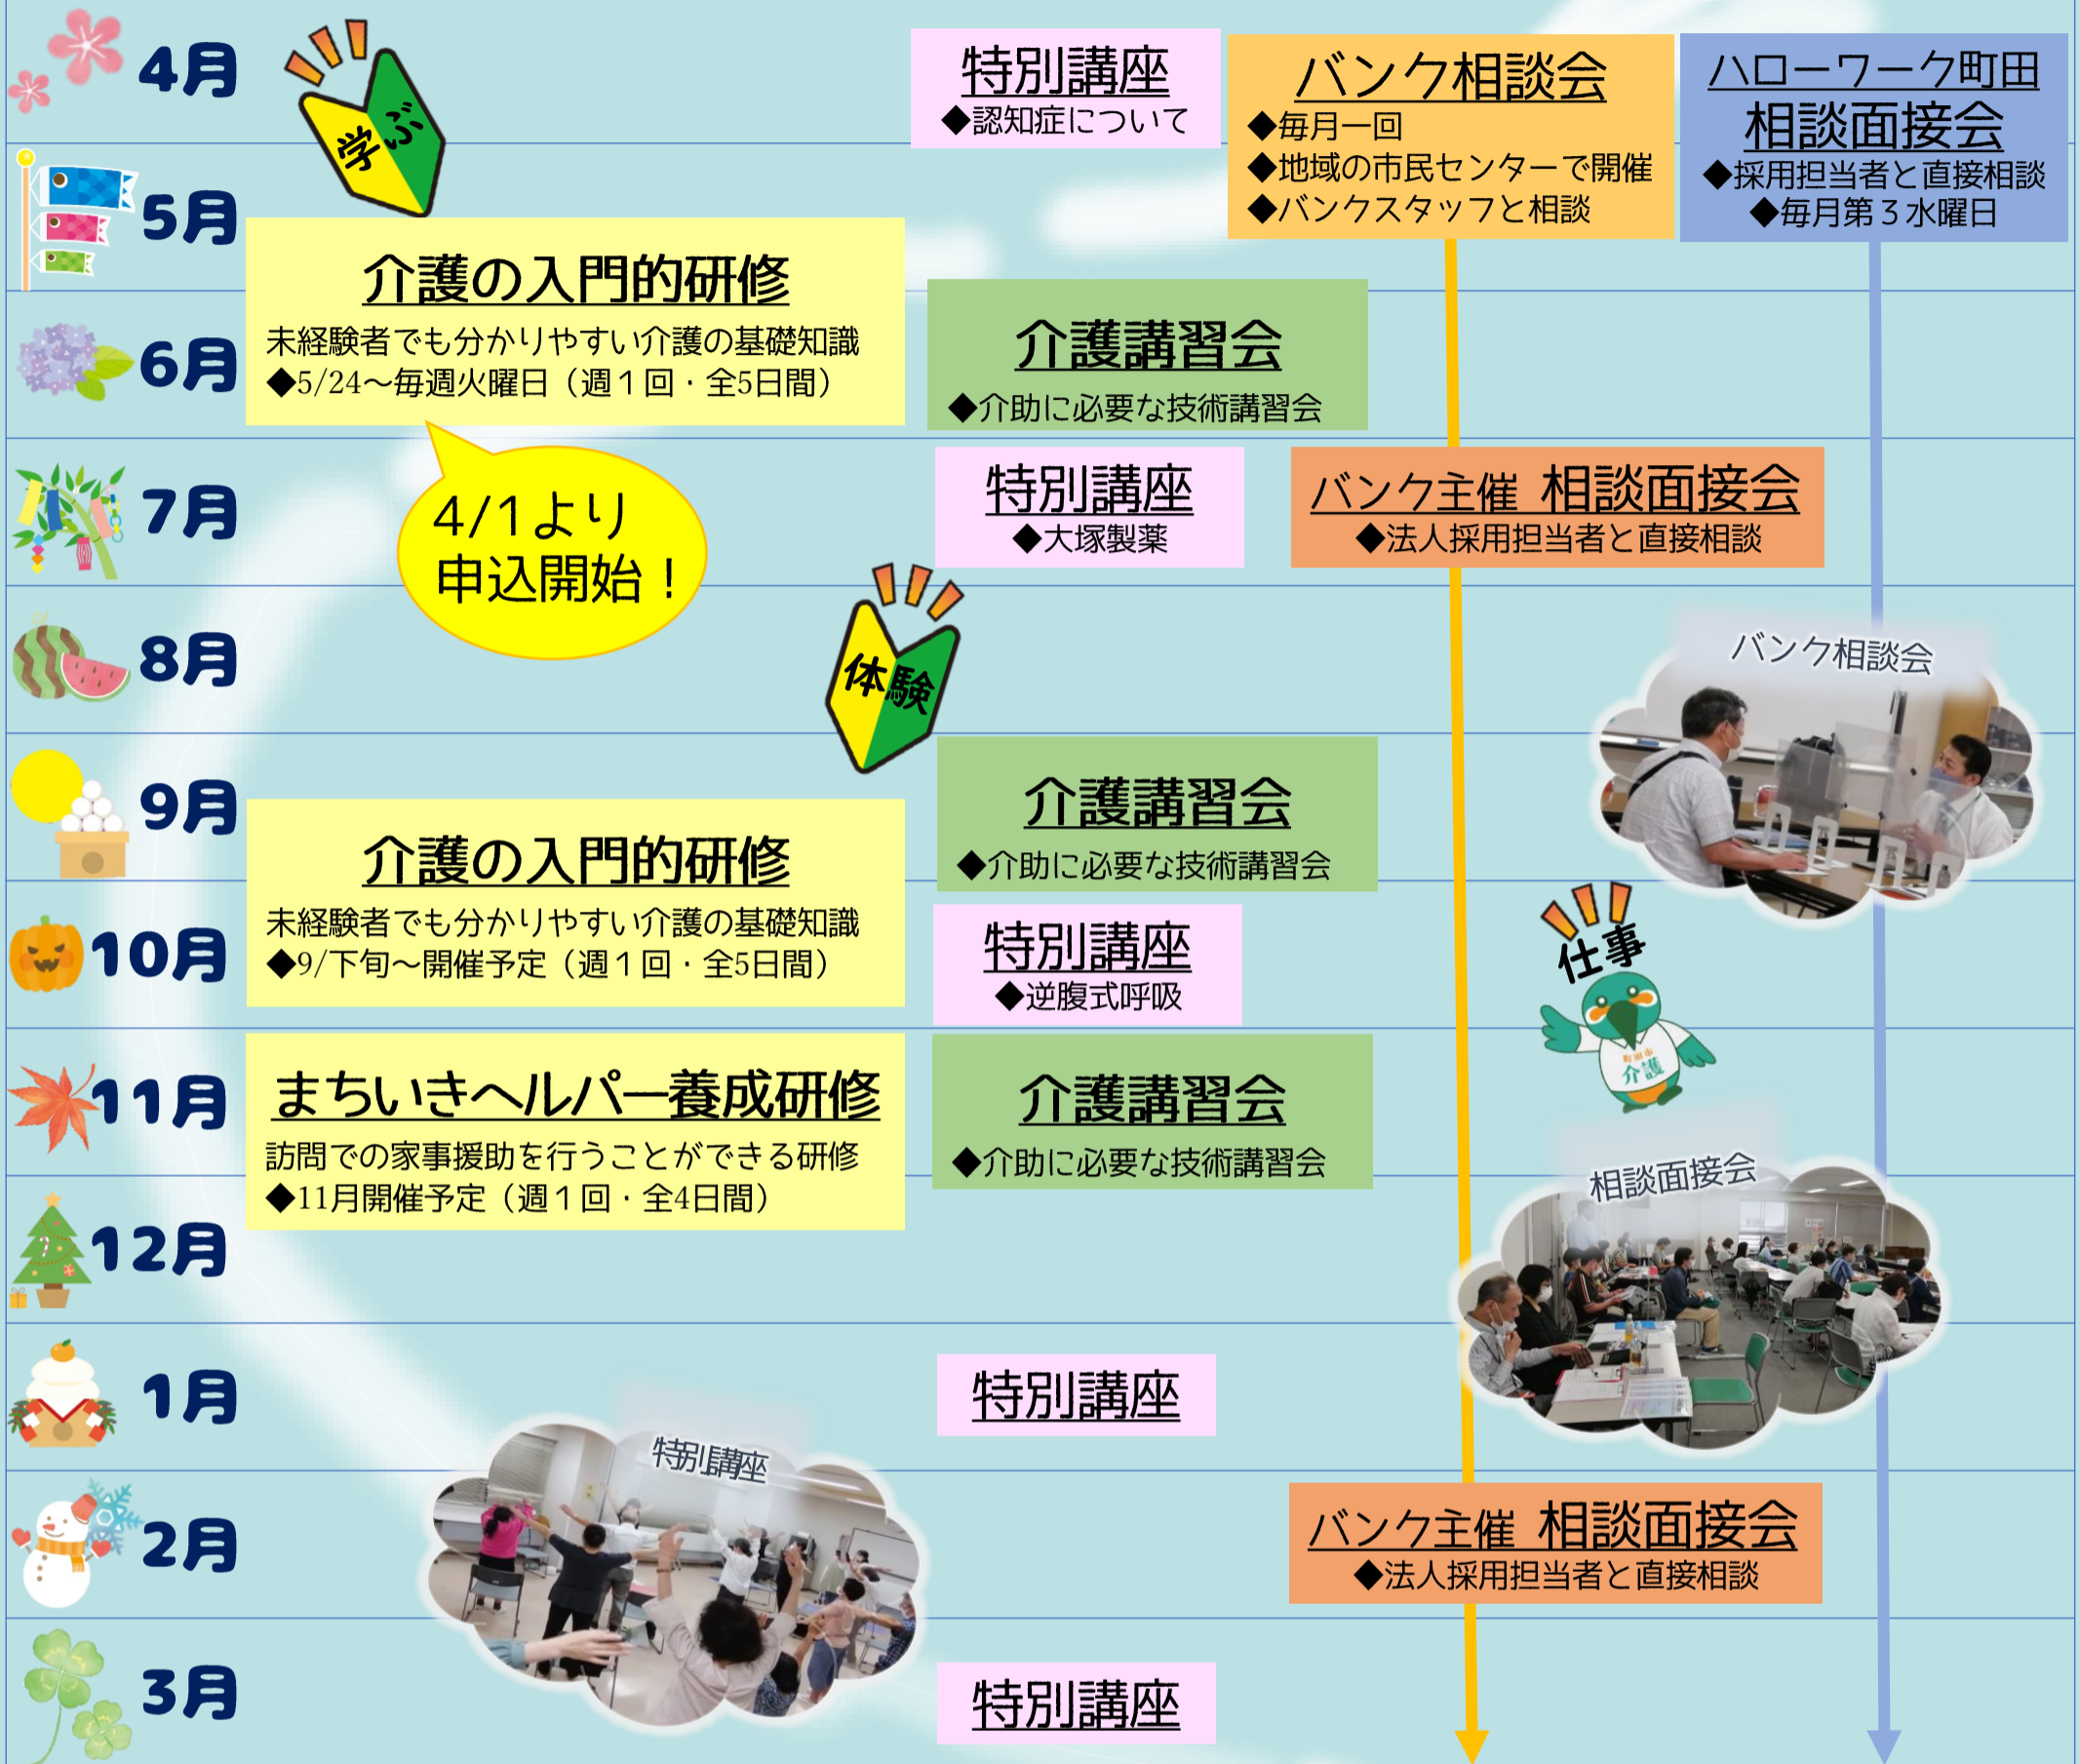 4月
学ぶ
特別講座
◆認知症について
バンク相談会
◆毎月一回
◆地域の市民センターで開催
◆バンクスタッフと相談
ハローワーク町田
相談面接会
◆採用担当者と直接相談
◆毎月第３水曜日
5月
介護の入門的研修
未経験者でも分かりやすい介護の基礎知識
◆5/24～毎週火曜日（週１回・全5日間）
6月
介護講習会
◆介助に必要な技術講習会
4/1より
申込開始！
7月
特別講座
◆大塚製薬
バンク主催 相談面接会
◆法人採用担当者と直接相談
8月
体験
バンク相談会
9月
介護の入門的研修
未経験者でも分かりやすい介護の基礎知識
◆9/下旬～開催予定（週１回・全5日間）
介護講習会
◆介助に必要な技術講習会
10月
特別講座
◆逆腹式呼吸
仕事
町田市
介護
11月
まちいきヘルパー養成研修
訪問での家事援助を行うことができる研修
◆11月開催予定（週１回・全4日間）
介護講習会
◆介助に必要な技術講習会
相談面接会
12月
1月
特別講座
特別講座
2月
バンク主催 相談面接会
◆法人採用担当者と直接相談
3月
特別講座